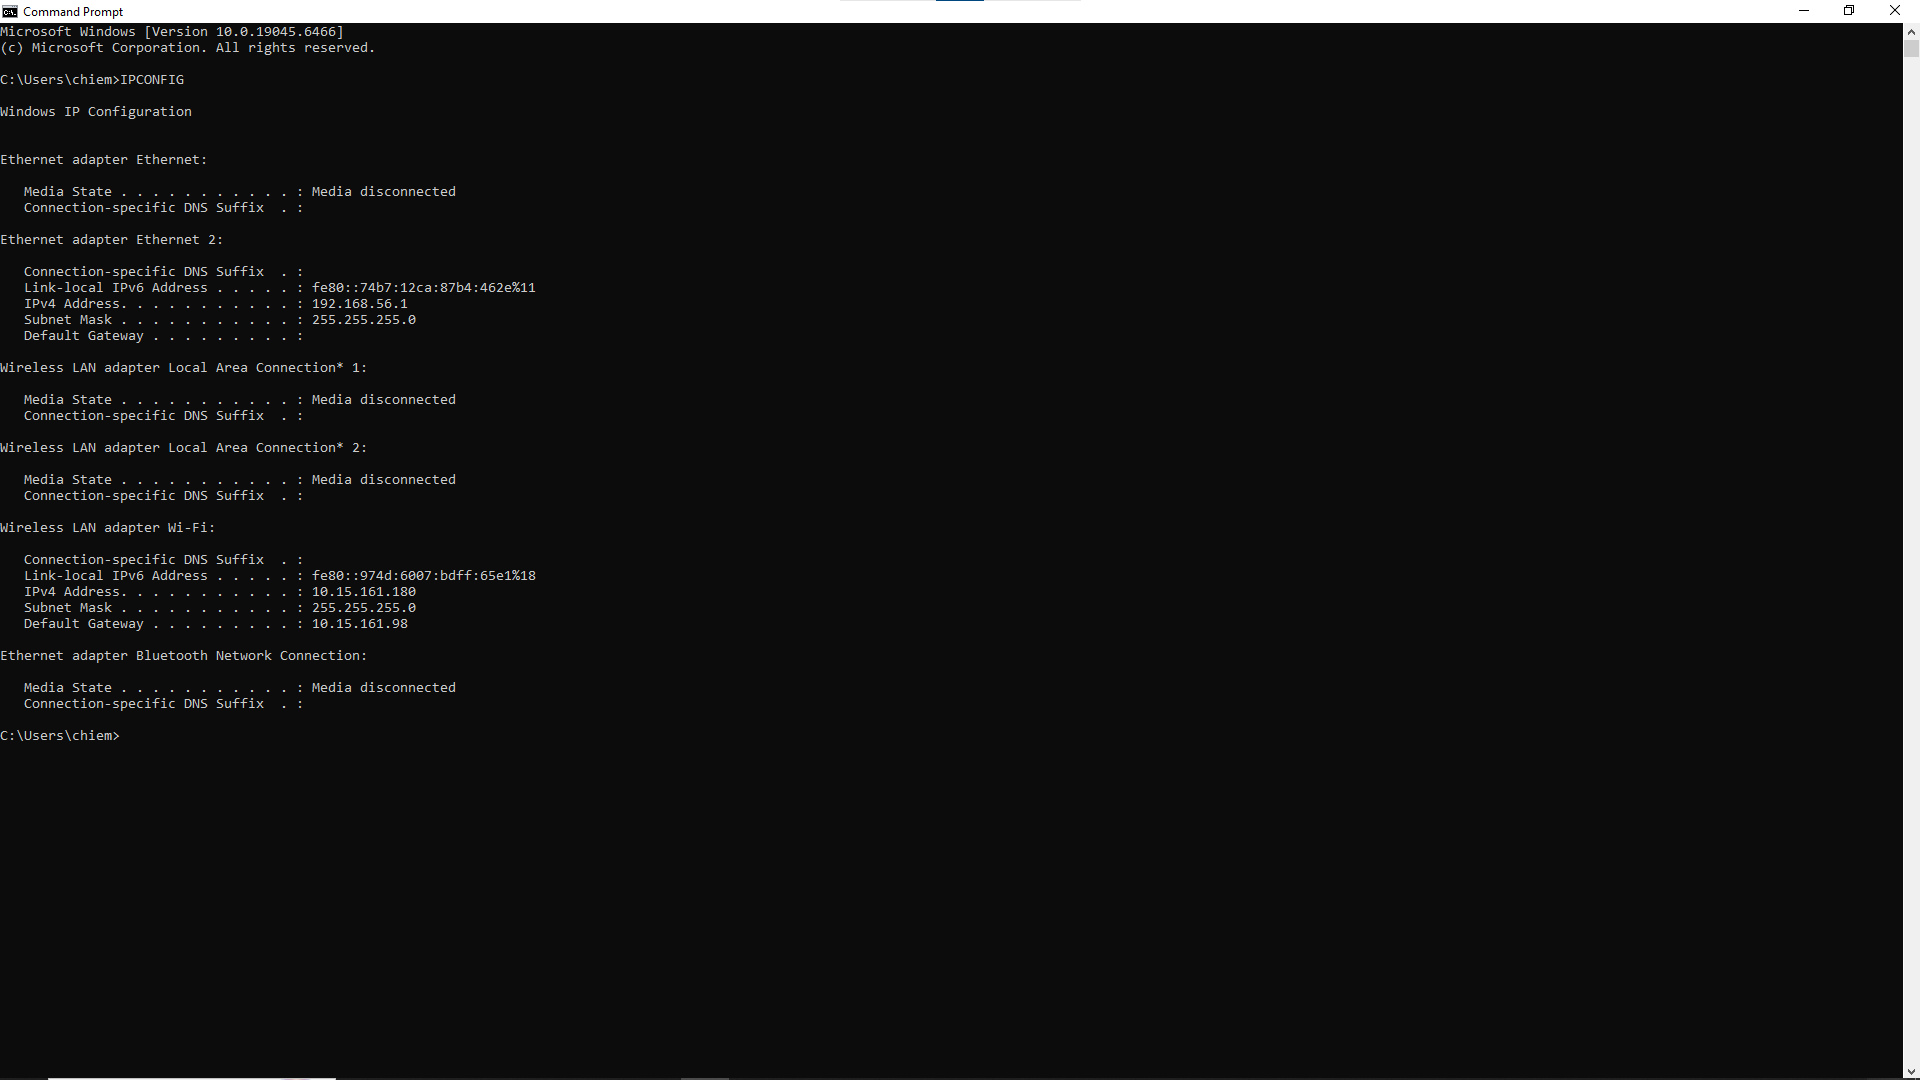 Command Prompt
Microsoft Windows [Version 10.0.19045.6466]
(c) Microsoft Corporation. All rights reserved.
C:\Users\chiem>IPCONFIG
Windows IP Configuration
Ethernet adapter Ethernet:
   Media State . . . . . . . . . . . : Media disconnected
   Connection-specific DNS Suffix  . :
Ethernet adapter Ethernet 2:
   Connection-specific DNS Suffix  . :
   Link-local IPv6 Address . . . . . : fe80::74b7:12ca:87b4:462e%11
   IPv4 Address. . . . . . . . . . . : 192.168.56.1
   Subnet Mask . . . . . . . . . . . : 255.255.255.0
   Default Gateway . . . . . . . . . :
Wireless LAN adapter Local Area Connection* 1:
   Media State . . . . . . . . . . . : Media disconnected
   Connection-specific DNS Suffix  . :
Wireless LAN adapter Local Area Connection* 2:
   Media State . . . . . . . . . . . : Media disconnected
   Connection-specific DNS Suffix  . :
Wireless LAN adapter Wi-Fi:
   Connection-specific DNS Suffix  . :
   Link-local IPv6 Address . . . . . : fe80::974d:6007:bdff:65e1%18
   IPv4 Address. . . . . . . . . . . : 10.15.161.180
   Subnet Mask . . . . . . . . . . . : 255.255.255.0
   Default Gateway . . . . . . . . . : 10.15.161.98
Ethernet adapter Bluetooth Network Connection:
   Media State . . . . . . . . . . . : Media disconnected
   Connection-specific DNS Suffix  . :
C:\Users\chiem>